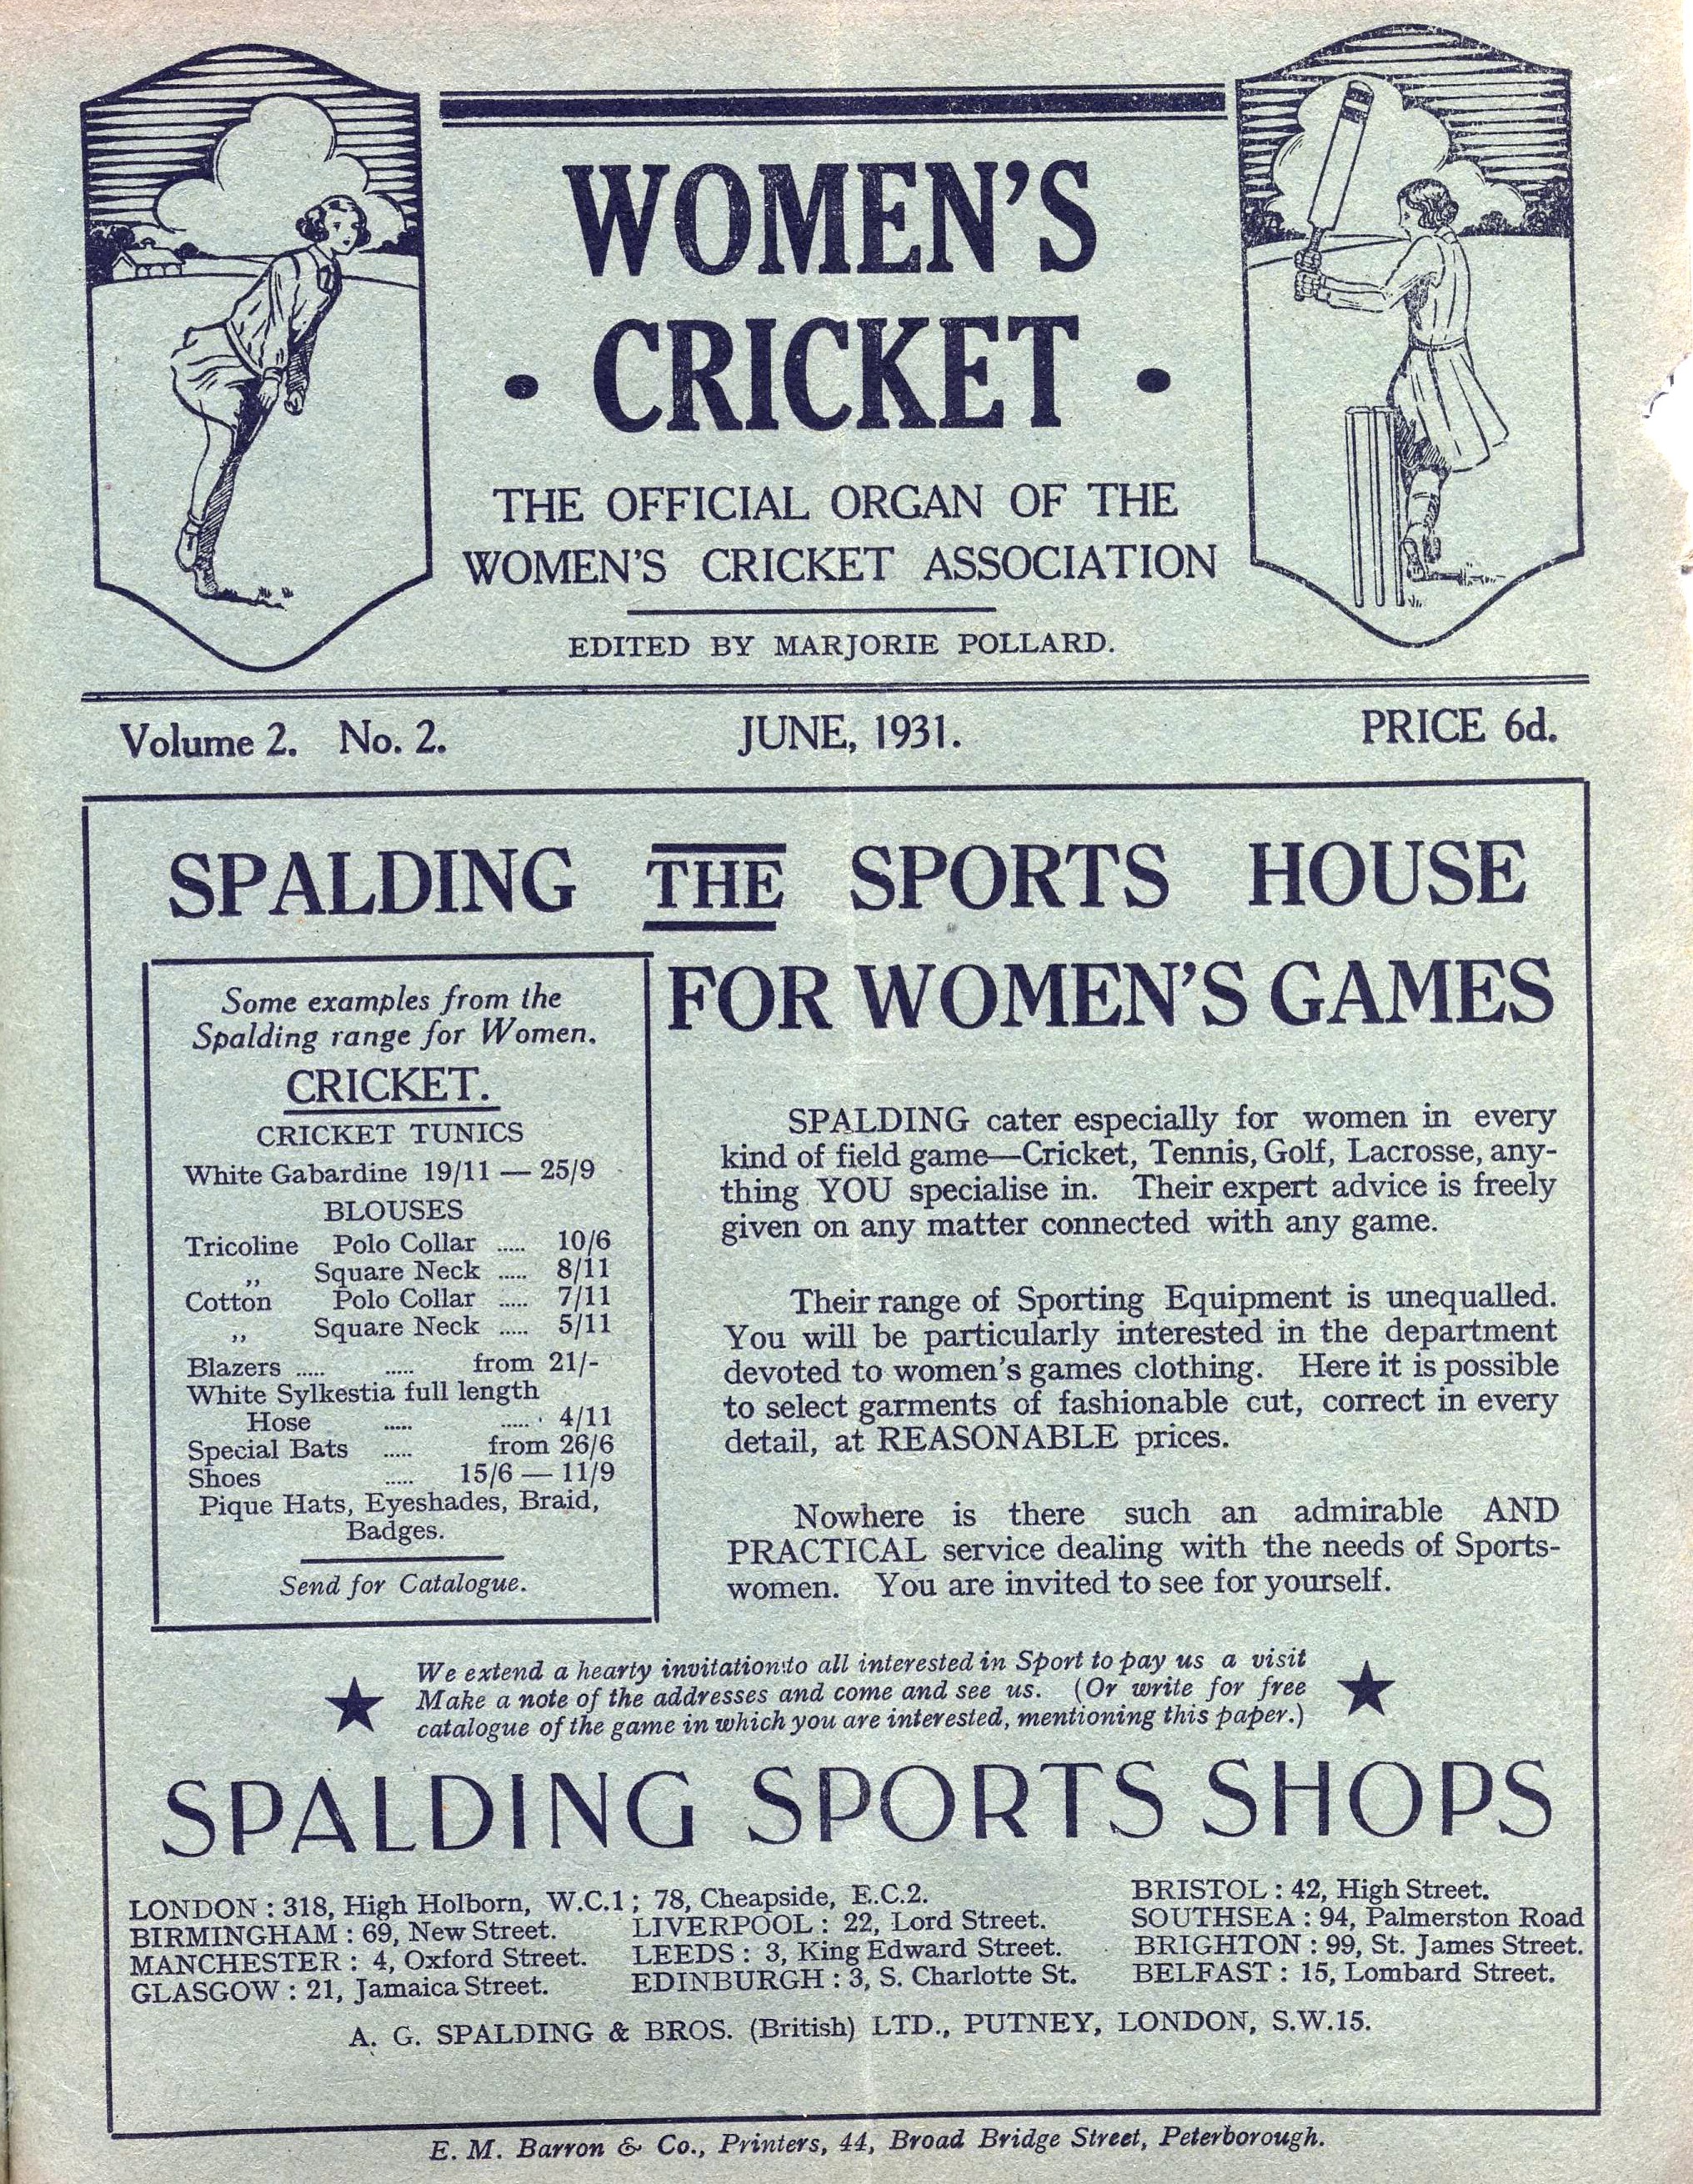 WOMEN'S
• CRICKET •
THE OFFICIAL ORGAN OF THE
WOMEN'S CRICKET ASSOCIATION
EDITED BY MARJORIE POLLARD.
Volume 2. No. 2. JUNE, 1931. PRICE 6d.
SPALDING THE SPORTS HOUSE
FOR WOMEN'S GAMES
Some examples from the
Spalding range for Women.
CRICKET.
CRICKET TUNICS
White Gabardine 19/11 — 25/9
BLOUSES
Tricoline Polo Collar ..... 10/6
,, Square Neck ..... 8/11
Cotton Polo Collar ..... 7/11
,, Square Neck ..... 5/11
Blazers ..... ..... from 21/-
White Sylkestia full length
Hose ..... ..... 4/11
Special Bats ..... from 26/6
Shoes ..... 15/6 — 11/9
Pique Hats, Eyeshades, Braid,
Badges.
Send for Catalogue.
SPALDING cater especially for women in every
kind of field game—Cricket, Tennis, Golf, Lacrosse, any-
thing YOU specialise in. Their expert advice is freely
given on any matter connected with any game.
Their range of Sporting Equipment is unequalled.
You will be particularly interested in the department
devoted to women's games clothing. Here it is possible
to select garments of fashionable cut, correct in every
detail, at REASONABLE prices.
Nowhere is there such an admirable AND
PRACTICAL service dealing with the needs of Sports-
women. You are invited to see for yourself.
We extend a hearty invitation to all interested in Sport to pay us a visit
Make a note of the addresses and come and see us. (Or write for free
catalogue of the game in which you are interested, mentioning this paper.)
SPALDING SPORTS SHOPS
LONDON : 318, High Holborn, W.C.1 ; 78, Cheapside, E.C.2.
BIRMINGHAM : 69, New Street. LIVERPOOL : 22, Lord Street.
MANCHESTER : 4, Oxford Street. LEEDS : 3, King Edward Street.
GLASGOW : 21, Jamaica Street. EDINBURGH : 3, S. Charlotte St.
BRISTOL : 42, High Street.
SOUTHSEA : 94, Palmerston Road
BRIGHTON : 99, St. James Street.
BELFAST : 15, Lombard Street.
A. G. SPALDING & BROS. (British) LTD., PUTNEY, LONDON, S.W.15.
E. M. Barron & Co., Printers, 44, Broad Bridge Street, Peterborough.